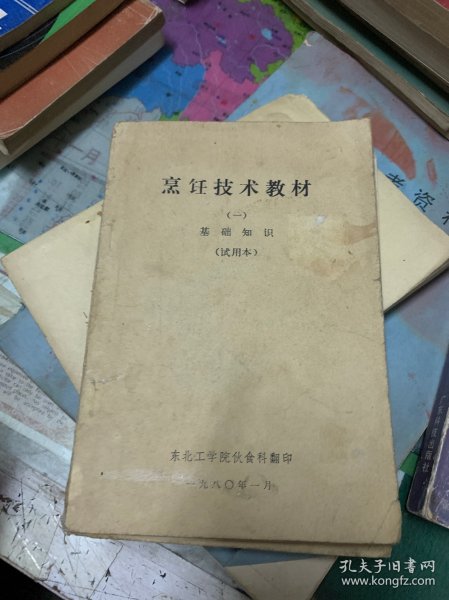 烹饪技术教材
（一）
基础知识
（试用本）
东北工学院伙食科翻印
一九八〇年一月
考资
孔夫子旧书网
www.kongfz.com